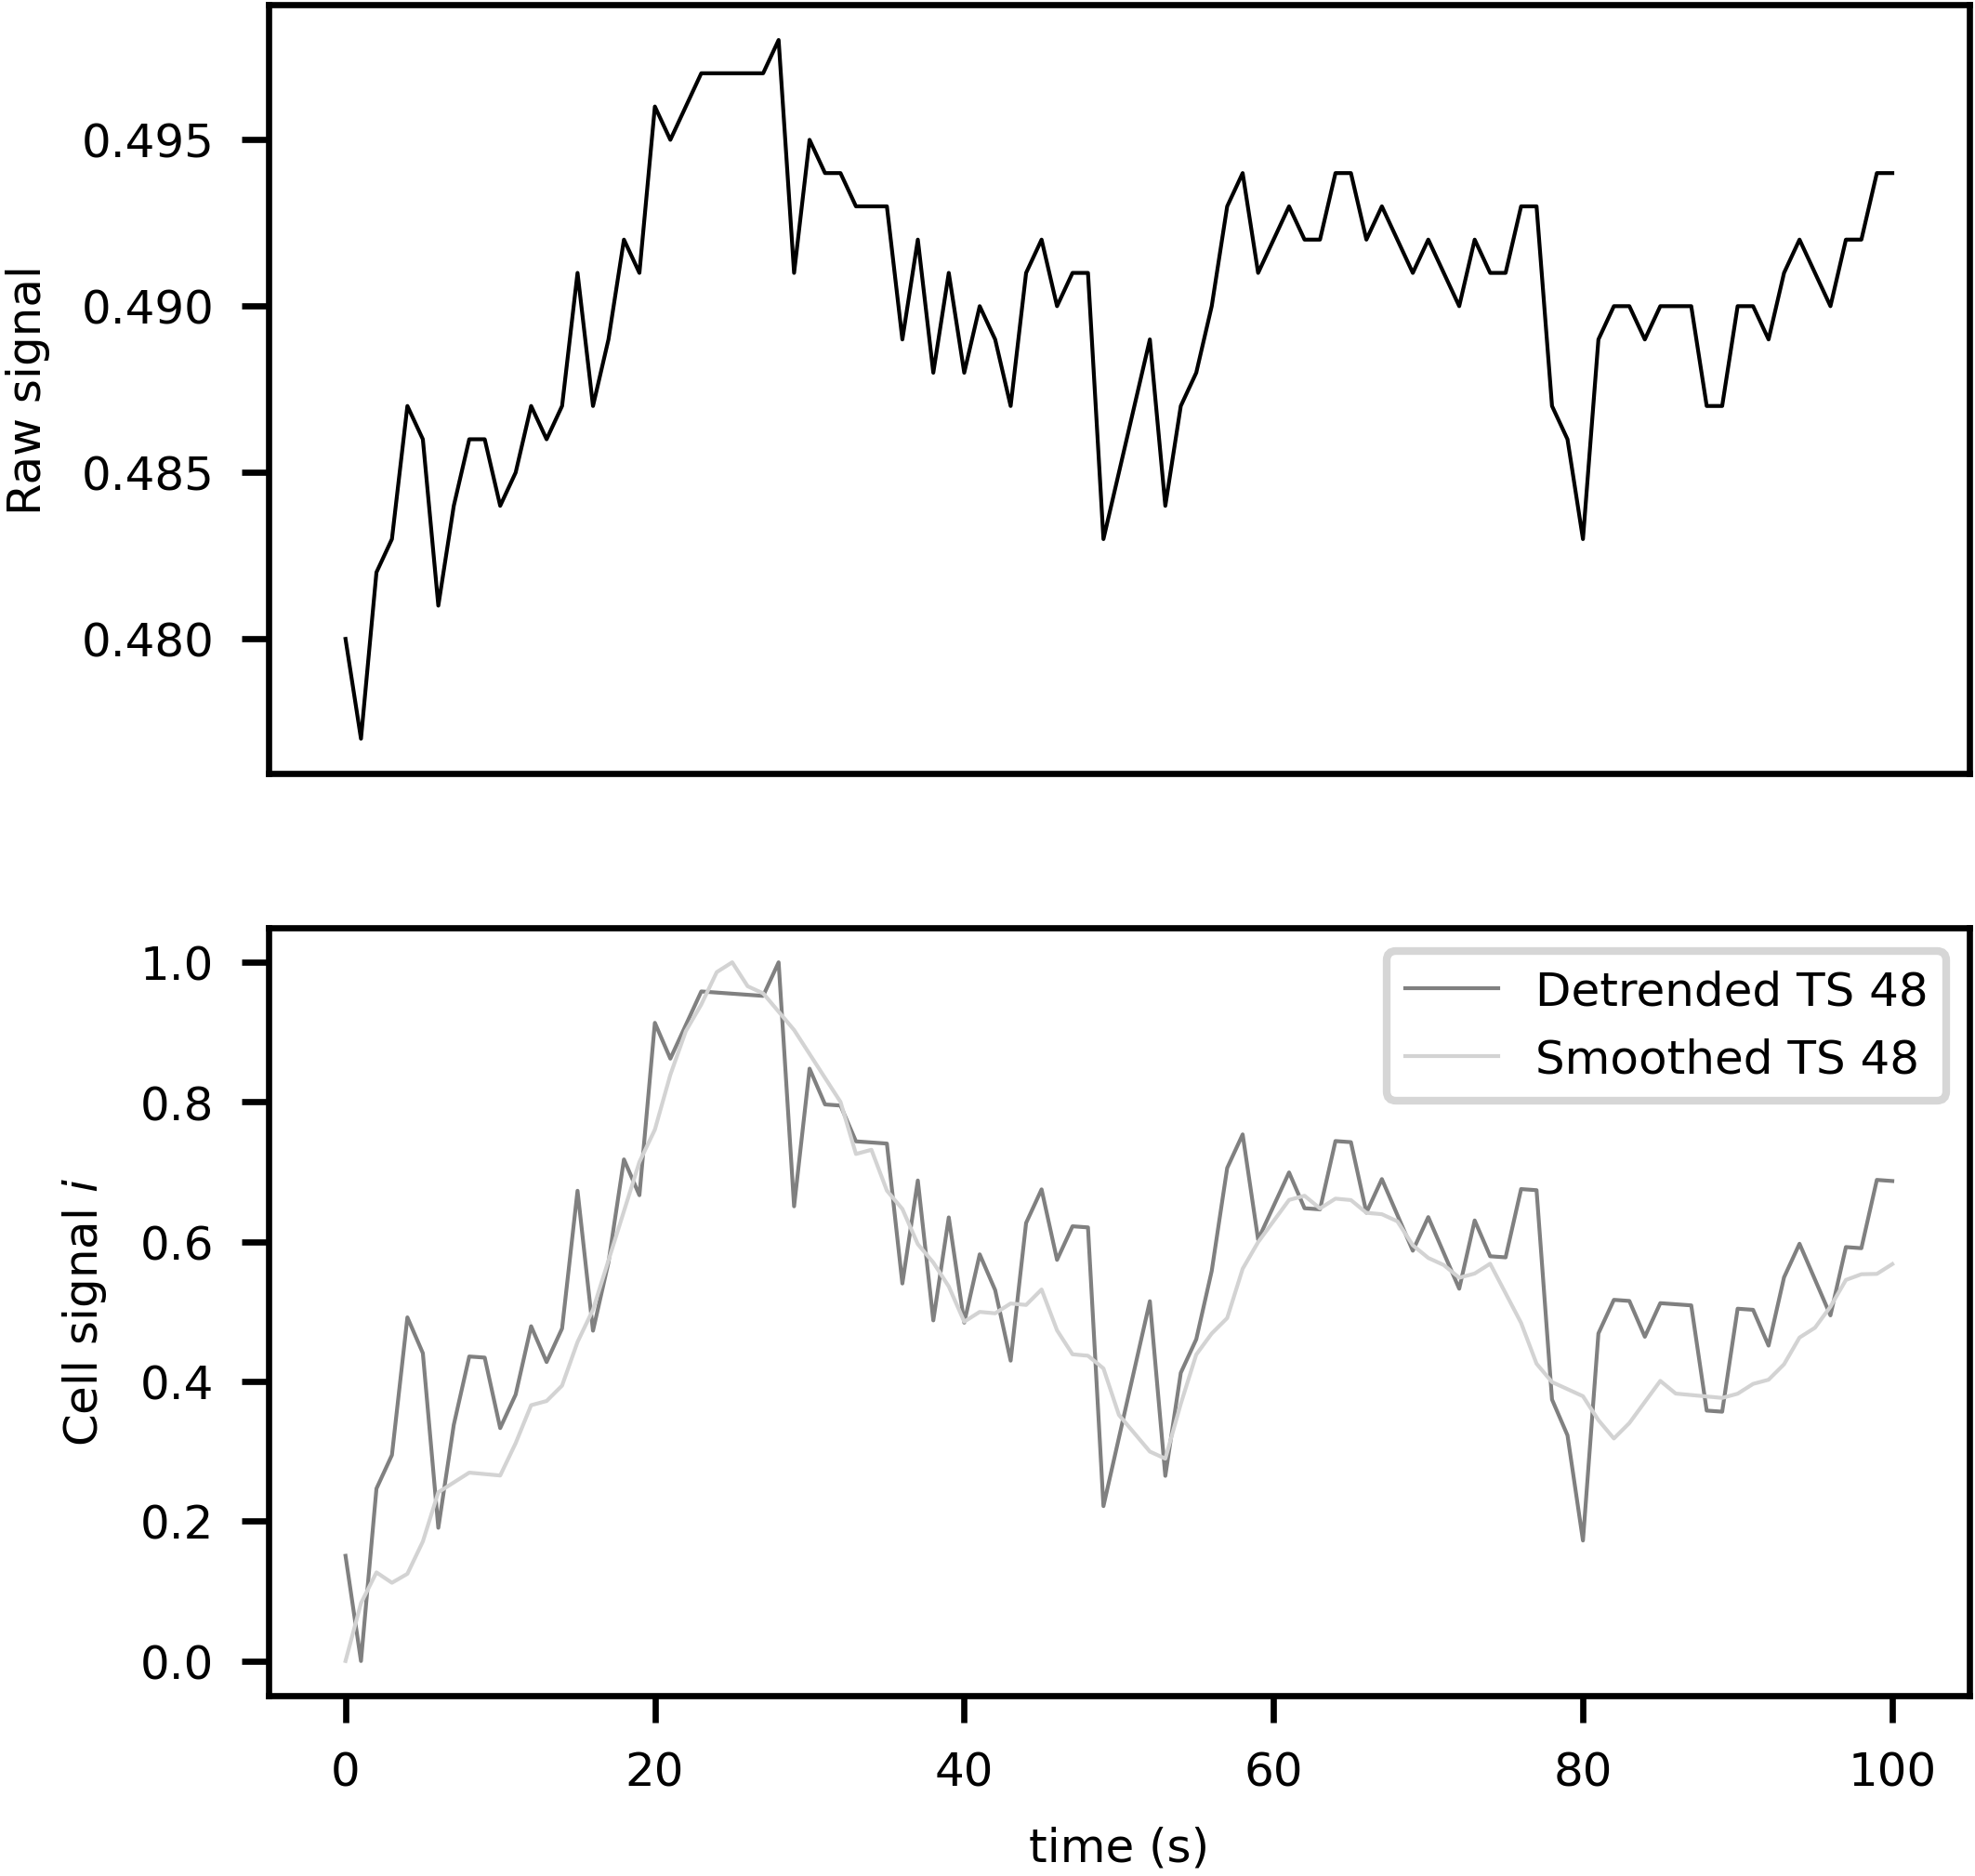 Raw signal
0.495
0.490
0.485
0.480
Cell signal i
1.0
0.8
0.6
0.4
0.2
0.0
Detrended TS 48
Smoothed TS 48
0 20 40 60 80 100
time (s)